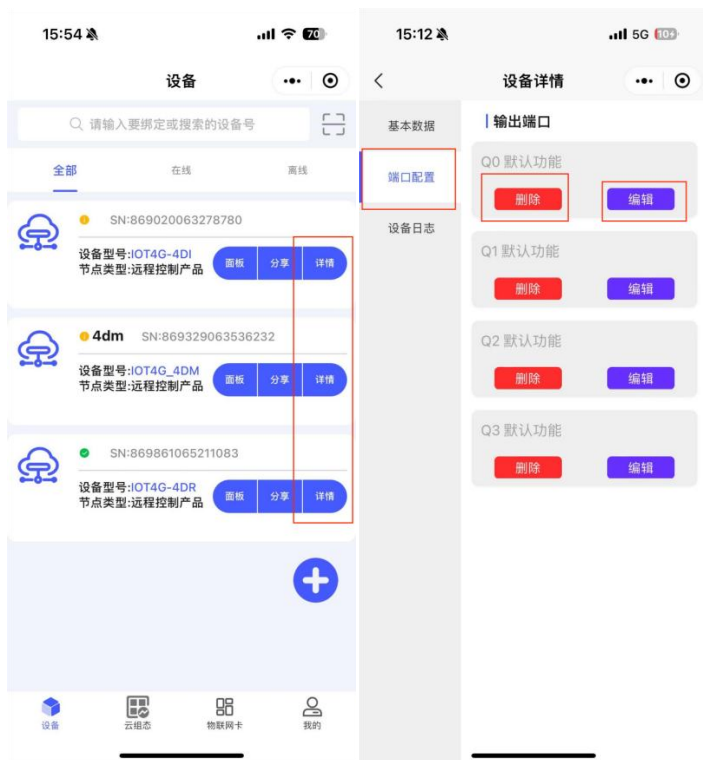 15:54
70
设备
请输入要绑定或搜索的设备号
全部
在线
离线
SN:869020063278780
设备型号:IOT4G-4DI
节点类型:远程控制产品
面板
分享
详情
4dm
SN:869329063536232
设备型号:IOT4G_4DM
节点类型:远程控制产品
面板
分享
详情
SN:869861065211083
设备型号:IOT4G-4DR
节点类型:远程控制产品
面板
分享
详情
设备
云组态
物联网卡
我的
15:12
5G
10
设备详情
基本数据
端口配置
设备日志
输出端口
Q0 默认功能
删除
编辑
Q1 默认功能
删除
编辑
Q2 默认功能
删除
编辑
Q3 默认功能
删除
编辑